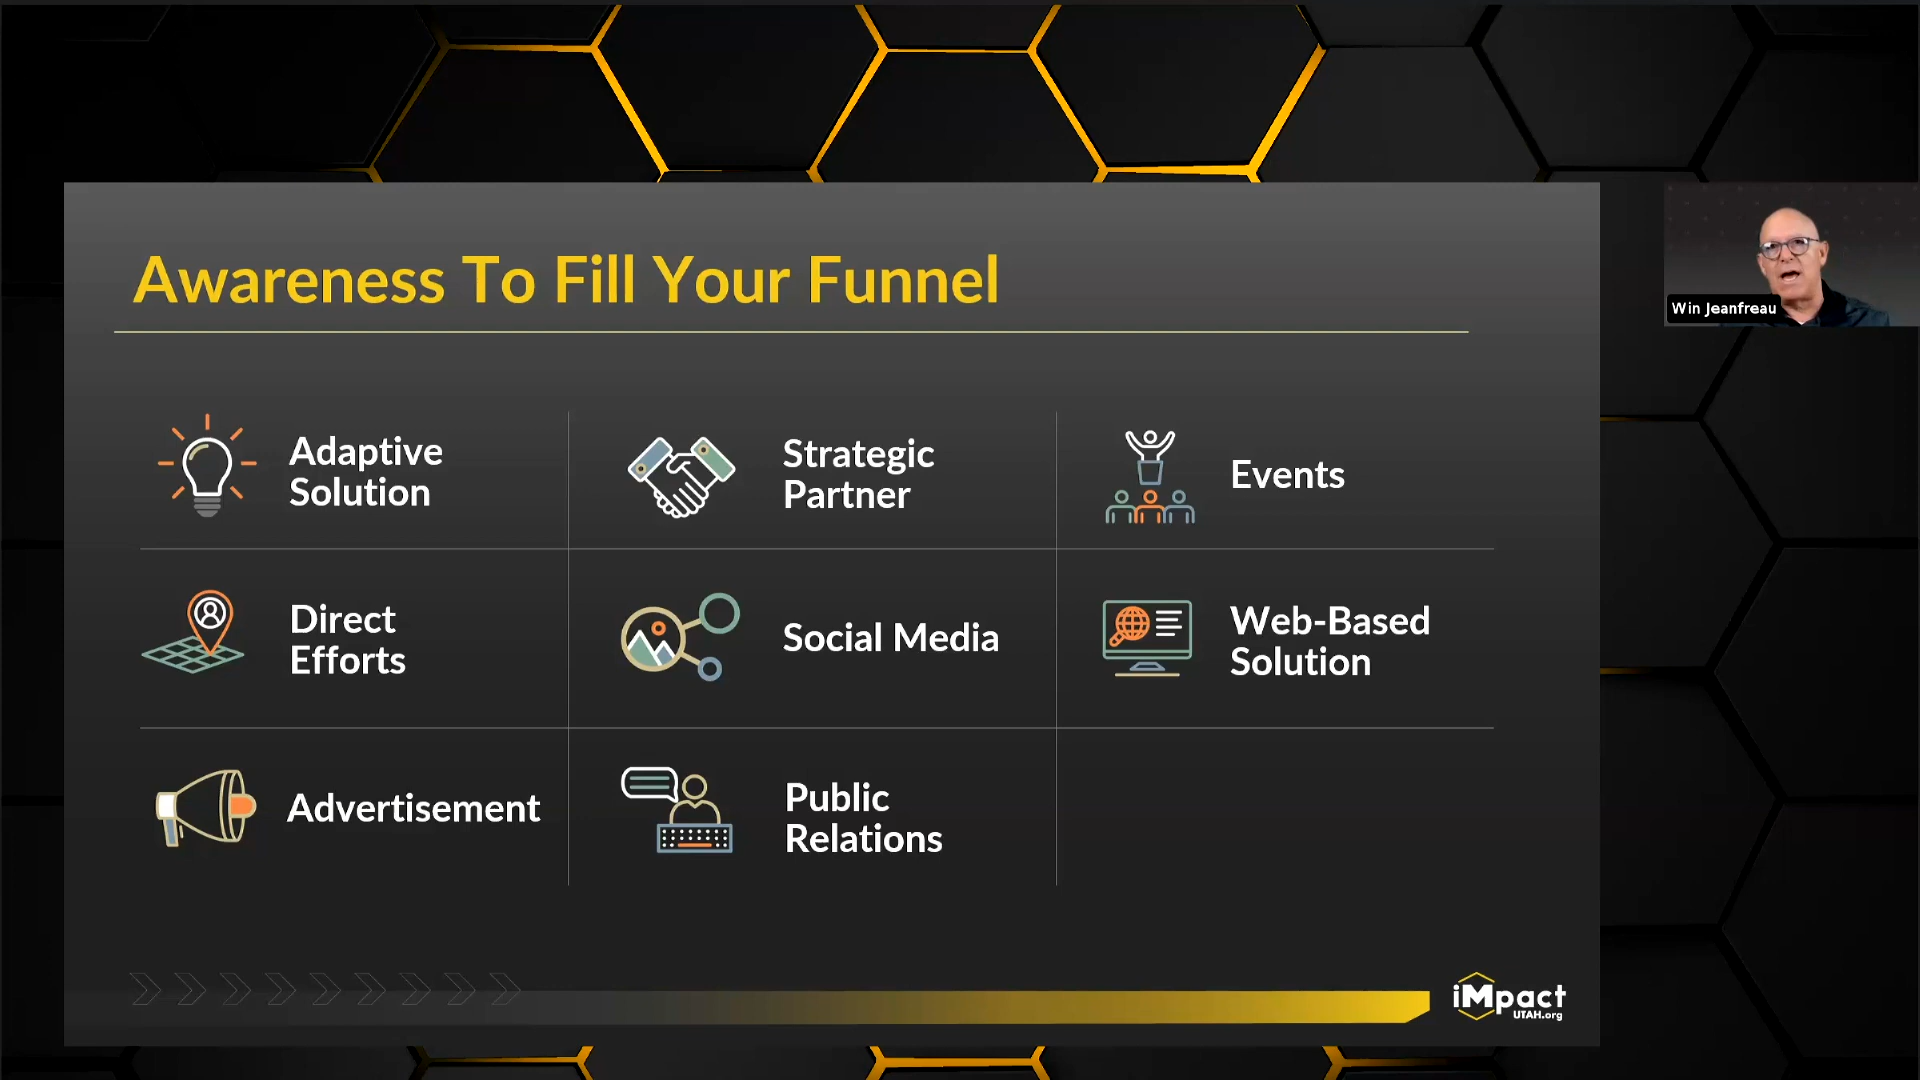 Awareness To Fill Your Funnel
Win Jeanfreau
Adaptive
Solution
Strategic
Partner
Events
Direct
Efforts
Social Media
Web-Based
Solution
Advertisement
Public
Relations
iMpact
UTAH.org